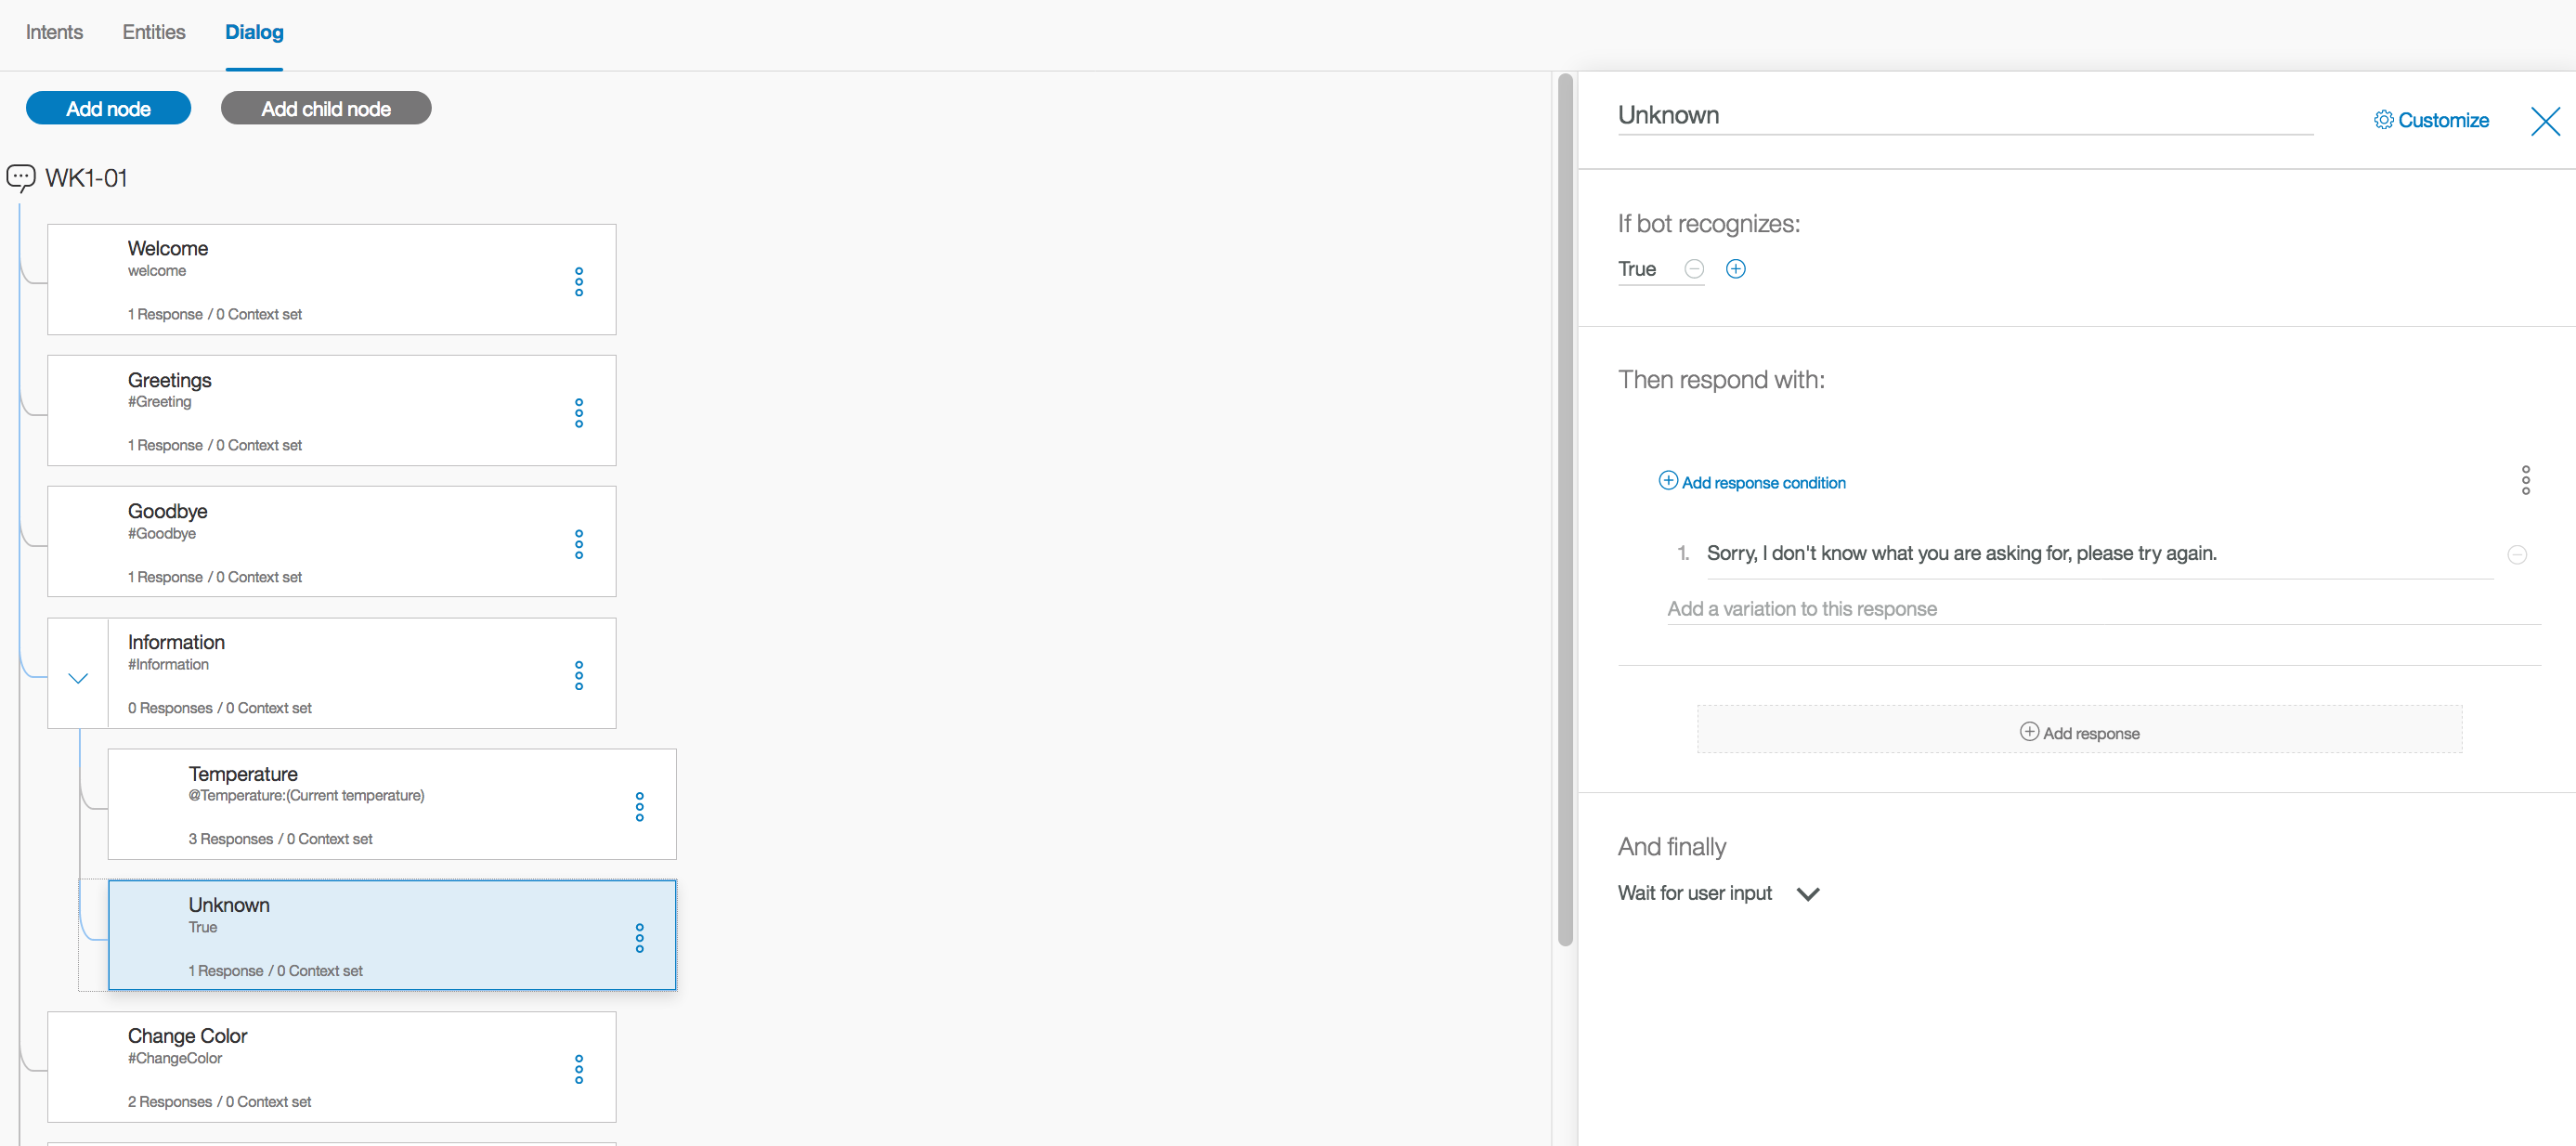 Intents Entities Dialog
Add node Add child node
WK1-01
Welcome
welcome
1 Response / 0 Context set
Greetings
#Greeting
1 Response / 0 Context set
Goodbye
#Goodbye
1 Response / 0 Context set
Information
#Information
0 Responses / 0 Context set
Temperature
@Temperature:(Current temperature)
3 Responses / 0 Context set
Unknown
True
1 Response / 0 Context set
Change Color
#ChangeColor
2 Responses / 0 Context set
Unknown Customize
If bot recognizes:
True
Then respond with:
Add response condition
1. Sorry, I don't know what you are asking for, please try again.
Add a variation to this response
Add response
And finally
Wait for user input